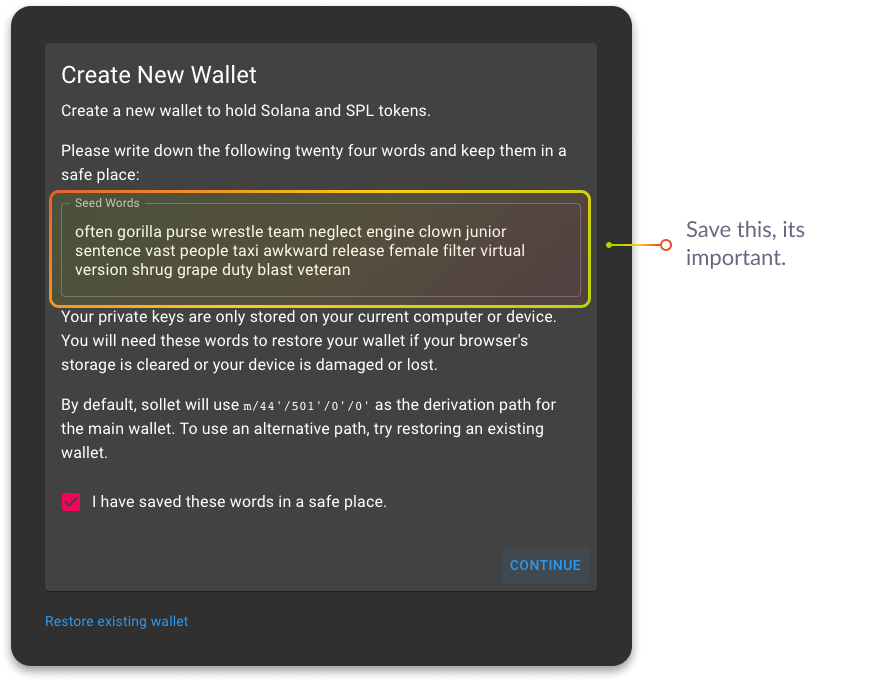 Create New Wallet
Create a new wallet to hold Solana and SPL tokens.
Please write down the following twenty four words and keep them in a
safe place:
Seed Words
often gorilla purse wrestle team neglect engine clown junior
sentence vast people taxi awkward release female filter virtual
version shrug grape duty blast veteran
Save this, its
important.
Your private keys are only stored on your current computer or device.
You will need these words to restore your wallet if your browser's
storage is cleared or your device is damaged or lost.
By default, sollet will use m/44'/501'/0'/0' as the derivation path for
the main wallet. To use an alternative path, try restoring an existing
wallet.
I have saved these words in a safe place.
CONTINUE
Restore existing wallet